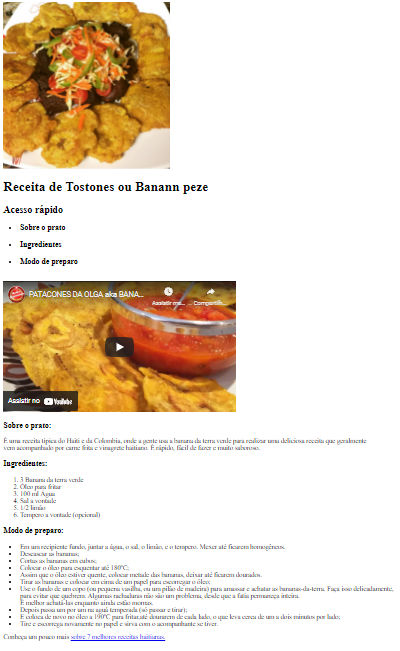 Receita de Tostones ou Banann peze
Acesso rápido
Sobre o prato
Ingredientes
Modo de preparo
PATACONES DA OLGA aka BANA...
Assistir ma...
Compartilh...
Assistir no YouTube
Sobre o prato:
É uma receita típica do Haiti e da Colombia, onde a gente usa a banana da terra verde para realizar uma deliciosa receita que geralmente
vem acompanhado por carne frita e vinagrete haitiano. É rápido, fácil de fazer e muito saboroso.
Ingredientes:
1. 3 Banana da terra verde
2. Óleo para fritar
3. 100 ml Água
4. Sal a vontade
5. 1/2 limão
6. Tempero a vontade (opcional)
Modo de preparo:
Em um recipiente fundo, juntar a água, o sal, o limão, e o tempero. Mexer até ficarem homogêneos.
Descascar as bananas;
Cortas as bananas em cubos;
Colocar o óleo para esquentar até 180°C;
Assim que o óleo estiver quente, colocar metade das bananas, deixar até ficarem dourados.
Tirar as bananas e colocar em cima de um papel para escorregar o óleo;
Use o fundo de um copo (ou pequena vasilha, ou um pilão de madeira) para amassar e achatar as bananas-da-terra. Faça isso delicadamente,
para evitar que quebrem. Algumas rachaduras não são um problema, desde que a fatia permaneça inteira.
É melhor achatá-las enquanto ainda estão mornas.
Depois passa um por um na aguá temperada (só passar e tirar);
E coloca de novo no óleo a 190°C para fritar,até dourarem de cada lado, o que leva cerca de um a dois minutos por lado;
Tire e escorrega novamente no papel e sirva com o acompanhante se tiver.
Conheça um pouco mais sobre 7 melhores receitas haitianas.